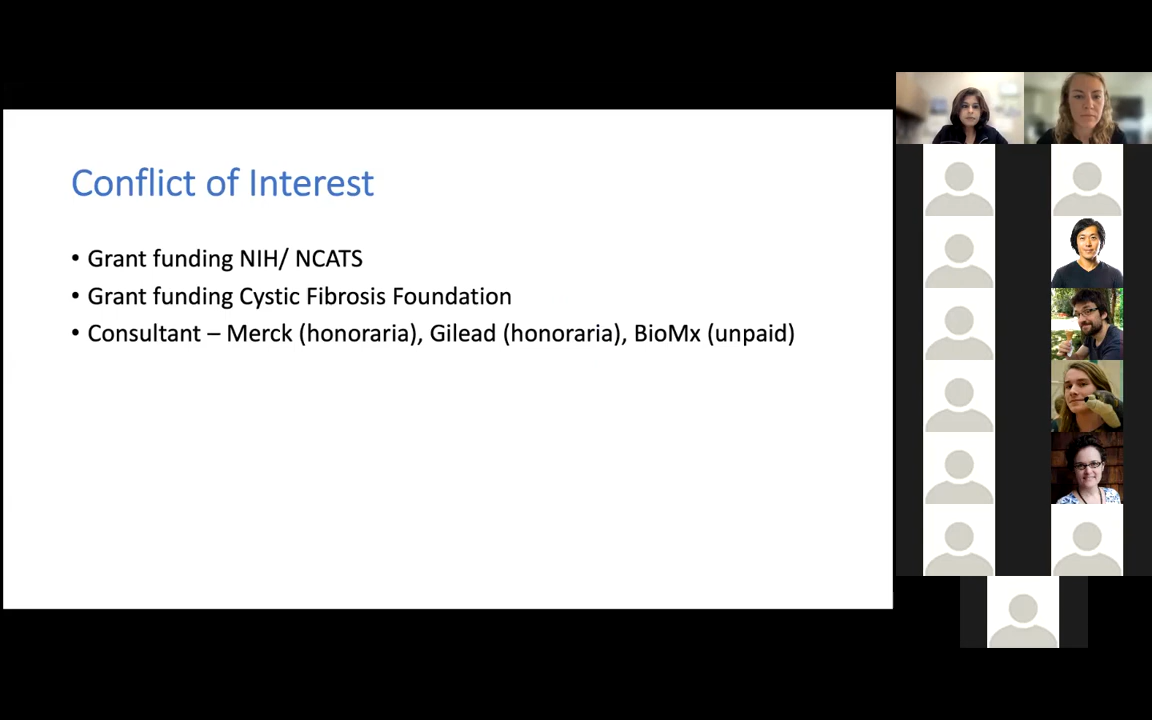 Conflict of Interest
• Grant funding NIH/ NCATS
• Grant funding Cystic Fibrosis Foundation
• Consultant – Merck (honoraria), Gilead (honoraria), BioMx (unpaid)